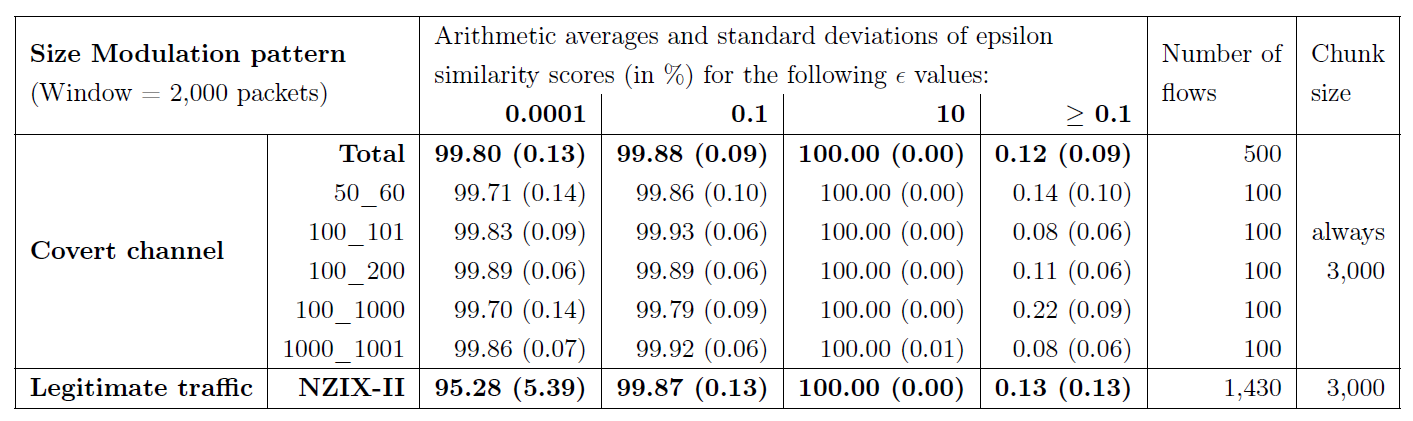 Size Modulation pattern
(Window = 2,000 packets)
Arithmetic averages and standard deviations of epsilon
similarity scores (in %) for the following ϵ values:
Number of
flows
Chunk
size
0.0001 0.1 10 ≥ 0.1
Total 99.80 (0.13) 99.88 (0.09) 100.00 (0.00) 0.12 (0.09) 500
50_60 99.71 (0.14) 99.86 (0.10) 100.00 (0.00) 0.14 (0.10) 100
Covert channel
100_101 99.83 (0.09) 99.93 (0.06) 100.00 (0.00) 0.08 (0.06) 100 always
100_200 99.89 (0.06) 99.89 (0.06) 100.00 (0.00) 0.11 (0.06) 100 3,000
100_1000 99.70 (0.14) 99.79 (0.09) 100.00 (0.00) 0.22 (0.09) 100
1000_1001 99.86 (0.07) 99.92 (0.06) 100.00 (0.01) 0.08 (0.06) 100
Legitimate traffic NZIX-II 95.28 (5.39) 99.87 (0.13) 100.00 (0.00) 0.13 (0.13) 1,430 3,000